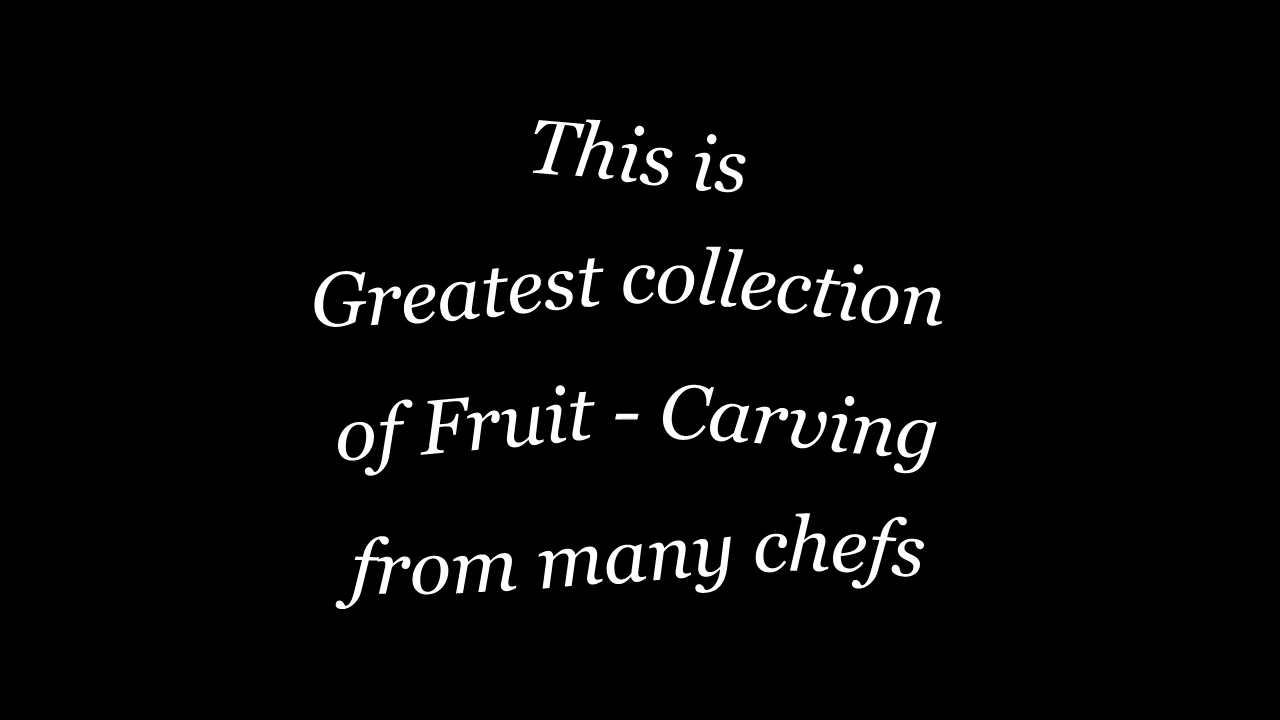 This is
Greatest collection
of Fruit - Carving
from many chefs